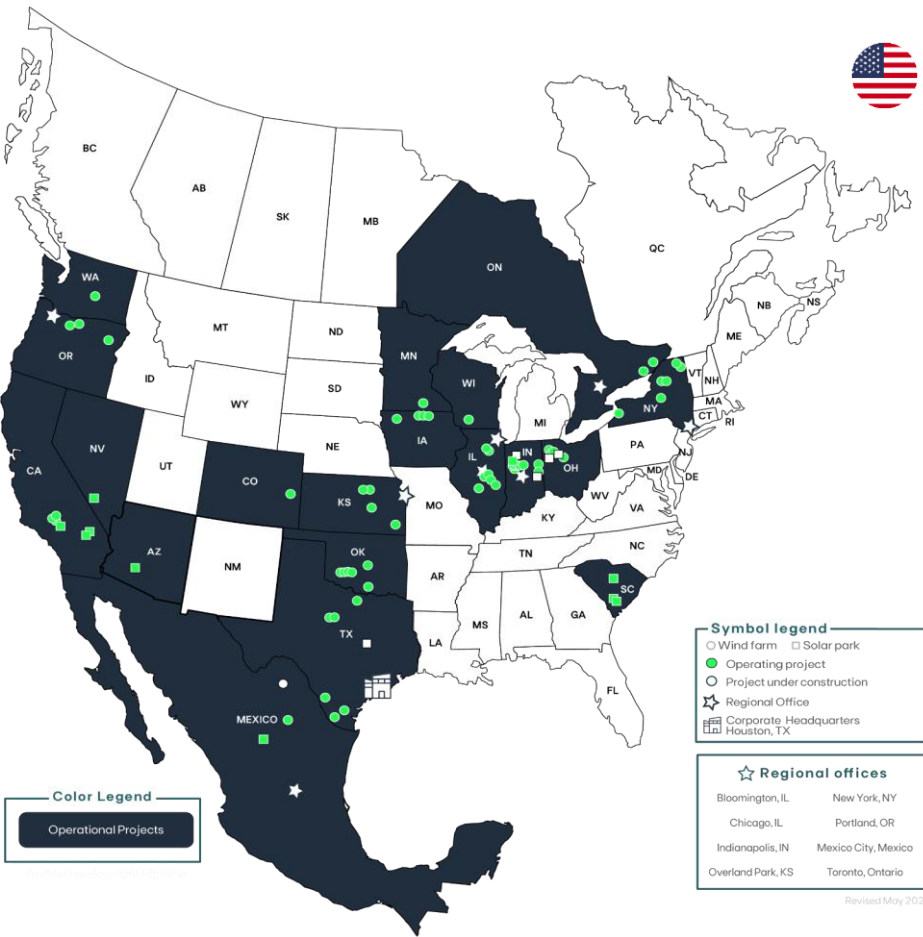 BC
AB
SK
MB
ON
QC
NB
NS
ME
WA
MT
ND
MN
OR
ID
SD
WI
VT
NH
WY
MI
NY
MA
CT
RI
NE
IA
PA
NJ
NV
UT
IL
IN
OH
CA
CO
MD
DE
KS
MO
WV
VA
KY
AZ
NM
OK
TN
NC
AR
SC
TX
MS
AL
GA
LA
FL
MEXICO
Symbol legend
Wind farm Solar park
Operating project
Project under construction
Regional Office
Corporate Headquarters
Houston, TX
Color Legend
Operational Projects
Regional offices
Bloomington, IL New York, NY
Chicago, IL Portland, OR
Indianapolis, IN Mexico City, Mexico
Overland Park, KS Toronto, Ontario
Revised May 202